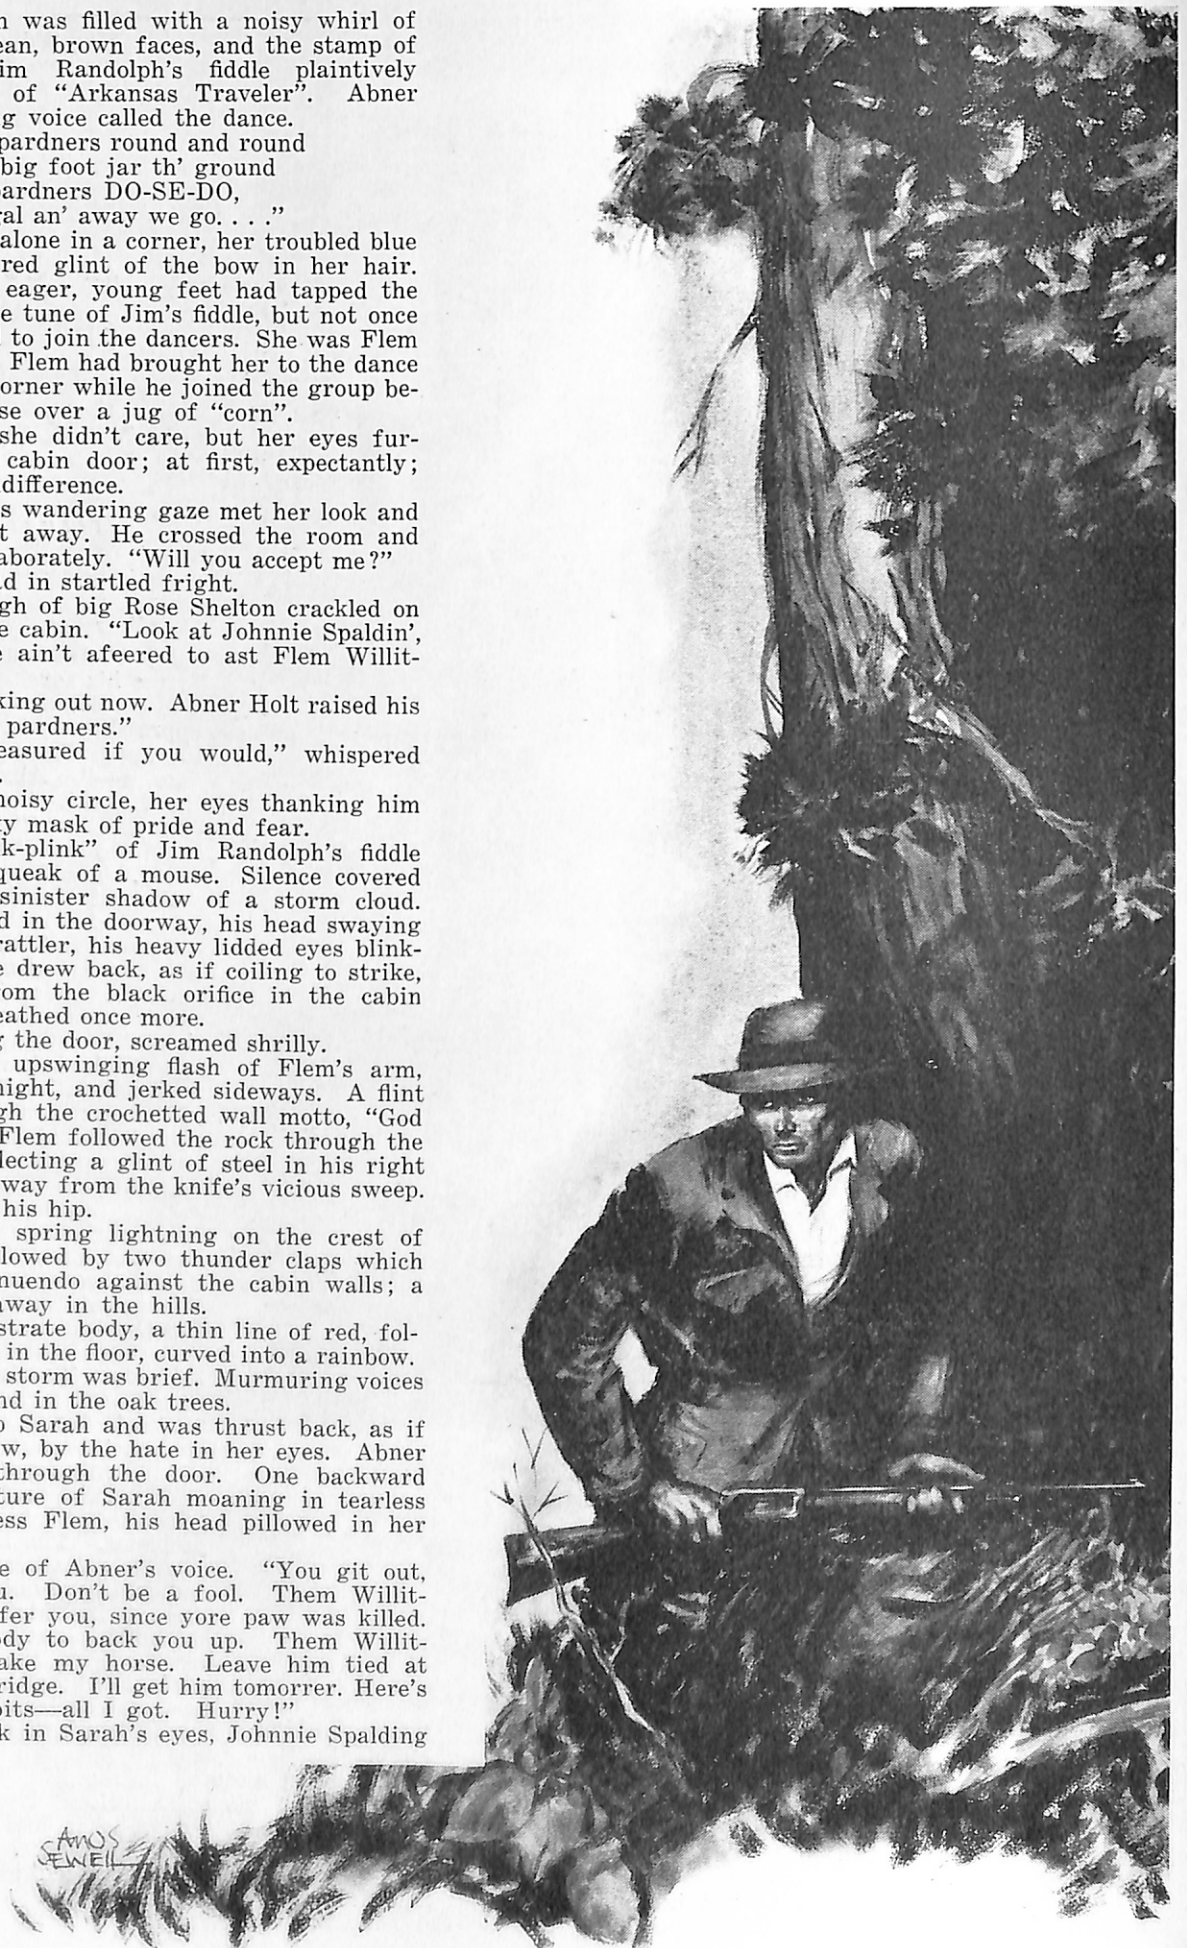 was filled with a noisy whirl of
ean, brown faces, and the stamp of
im Randolph's fiddle plaintively
of “Arkansas Traveler”. Abner
g voice called the dance.
pardners round and round
big foot jar th' ground
pardners DO-SE-DO,
ral an' away we go. . . .”
alone in a corner, her troubled blue
red glint of the bow in her hair.
eager, young feet had tapped the
e tune of Jim's fiddle, but not once
to join the dancers. She was Flem
Flem had brought her to the dance
orner while he joined the group be-
se over a jug of “corn”.
she didn't care, but her eyes fur-
cabin door; at first, expectantly;
difference.
s wandering gaze met her look and
t away. He crossed the room and
aborately. “Will you accept me?”
d in startled fright.
gh of big Rose Shelton crackled on
e cabin. “Look at Johnnie Spaldin',
e ain't afeered to ast Flem Willit-
king out now. Abner Holt raised his
pardners.”
easured if you would,” whispered
noisy circle, her eyes thanking him
ty mask of pride and fear.
k-plink” of Jim Randolph's fiddle
queak of a mouse. Silence covered
sinister shadow of a storm cloud.
d in the doorway, his head swaying
rattler, his heavy lidded eyes blink-
e drew back, as if coiling to strike,
om the black orifice in the cabin
eathed once more.
g the door, screamed shrilly.
upswinging flash of Flem's arm,
night, and jerked sideways. A flint
gh the crochetted wall motto, “God
Flem followed the rock through the
lecting a glint of steel in his right
way from the knife's vicious sweep.
his hip.
spring lightning on the crest of
lowed by two thunder claps which
nuendo against the cabin walls; a
away in the hills.
strate body, a thin line of red, fol-
in the floor, curved into a rainbow.
storm was brief. Murmuring voices
nd in the oak trees.
o Sarah and was thrust back, as if
w, by the hate in her eyes. Abner
through the door. One backward
ture of Sarah moaning in tearless
ess Flem, his head pillowed in her
e of Abner's voice. “You git out,
Don't be a fool. Them Willit-
fer you, since yore paw was killed.
dy to back you up. Them Willit-
ake my horse. Leave him tied at
ridge. I'll get him tomorrer. Here's
bits—all I got. Hurry!”
k in Sarah's eyes, Johnnie Spalding
AMOS
SEWELL